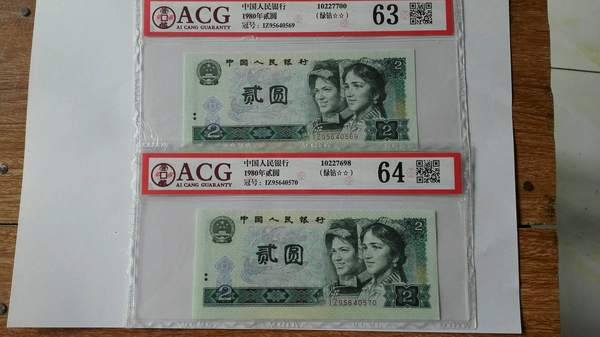 ACG
AI CANG GUARANTY
中国人民银行
1980年贰圆
冠号：IZ95640569
10227700
(绿钻☆☆)
63
中国人民银行
2
贰圆
IZ95640569
2
2
ACG
AI CANG GUARANTY
中国人民银行
1980年贰圆
冠号：IZ95640570
10227698
(绿钻☆☆)
64
中国人民银行
2
贰圆
IZ95640570
2
2